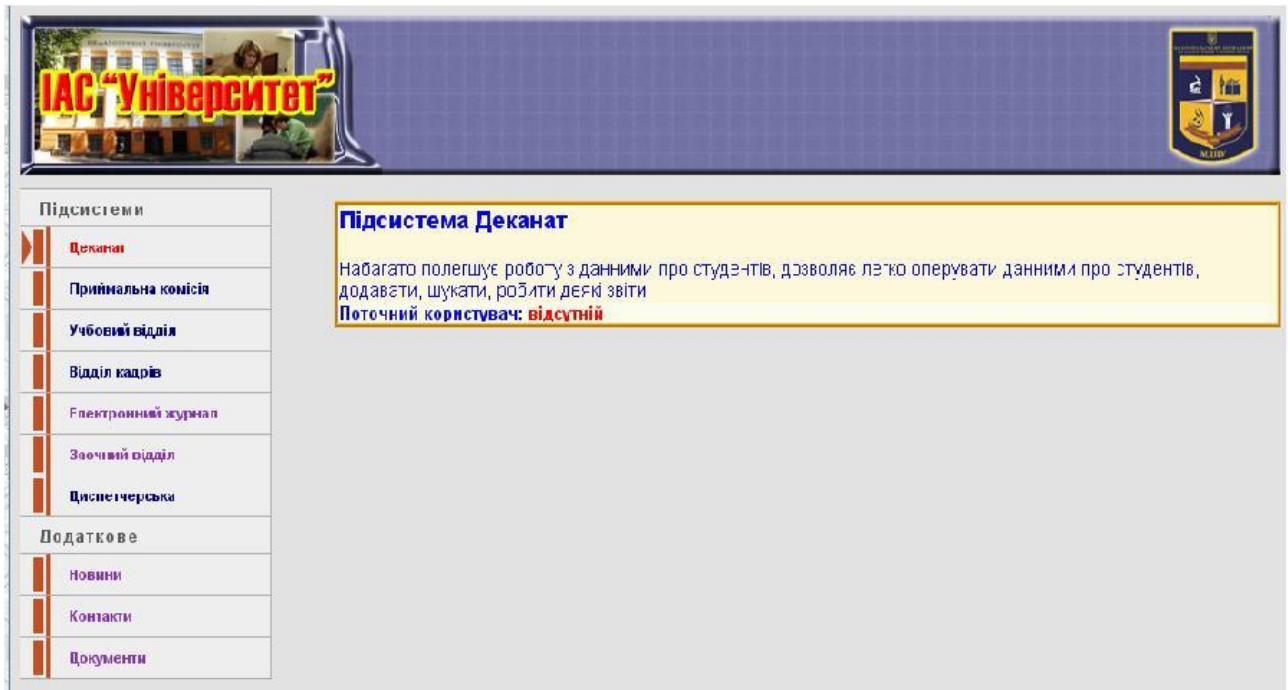 ІАС “Університет”
МДПУ
Підсистеми
Деканат
Приймальна комісія
Учбовий відділ
Відділ кадрів
Електронний журнал
Заочний відділ
Диспетчерська
Додаткове
Новини
Контакти
Документи
Підсистема Деканат
Набагато полегшує роботу з данними про студентів, дозволяє легко оперувати данними про студентів,
додавати, шукати, робити деякі звіти
Поточний користувач: відсутній